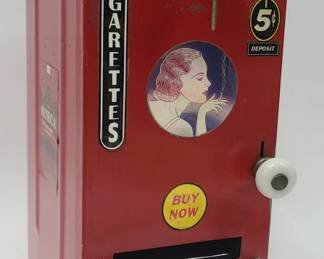 GARETTES
5¢
DEPOSIT
BUY
NOW